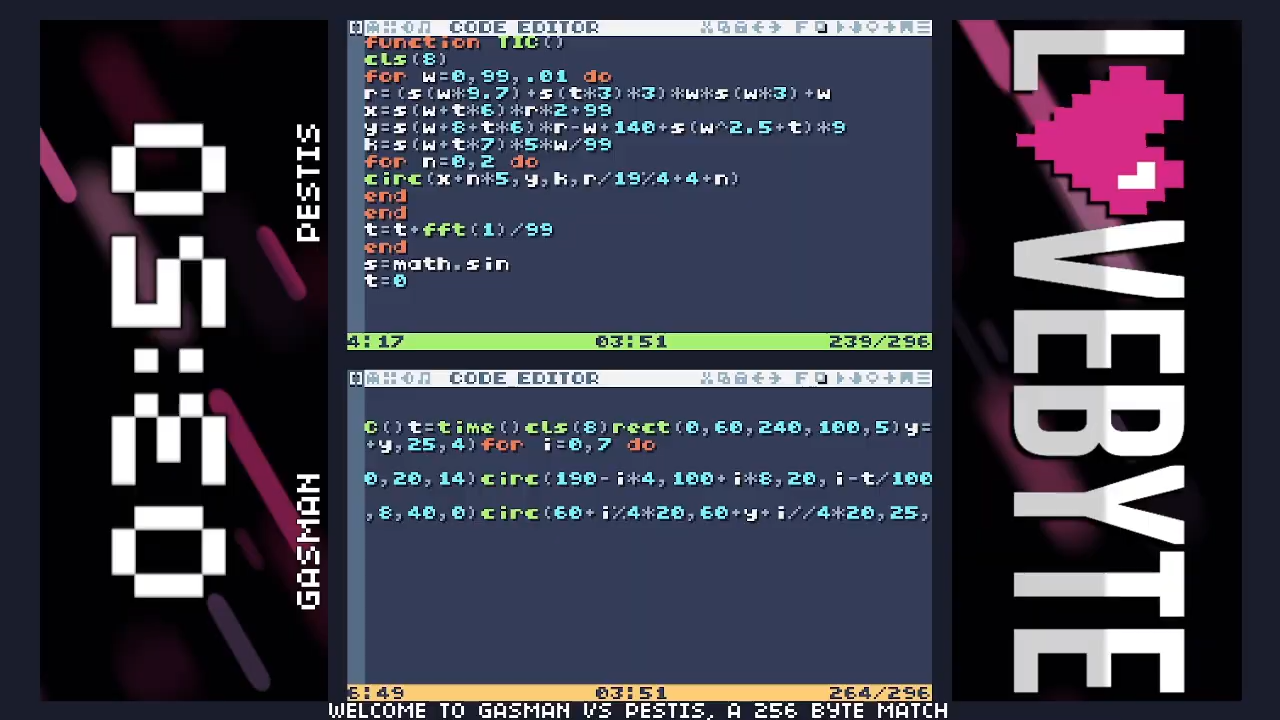 03:50
PESTIS
GASMAN
CODE EDITOR
function TIC()
cls(8)
for w=0,99,.01 do
r=(s(w*9.7)+s(t*3)*3)*w*s(w*3)+w
x=s(w+t*6)*r*2+99
y=s(w+8+t*6)*r-w+140+s(w^2.5+t)*9
k=s(w+t*7)*5*w/99
for n=0,2 do
circ(x+n*5,y,k,r/19%4+4+n)
end
end
t=t+fft(1)/99
end
s=math.sin
t=0
4:17 03:51 239/296
CODE EDITOR
C()t=time()cls(8)rect(0,60,240,100,5)y=
+y,25,4)for i=0,7 do
0,20,14)circ(190-i*4,100+i*8,20,i-t/100
,8,40,0)circ(60+i%4*20,60+y+i//4*20,25,
6:49 03:51 264/296
WELCOME TO GASMAN VS PESTIS, A 256 BYTE MATCH
L VEBYTE